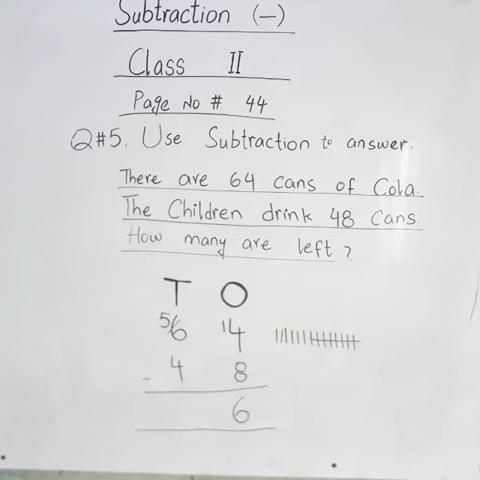 Subtraction (-)
Class II
Page No # 44
Q#5. Use Subtraction to answer.
There are 64 cans of Cola.
The Children drink 48 Cans.
How many are left?
T O
5 6 14
- 4 8
6